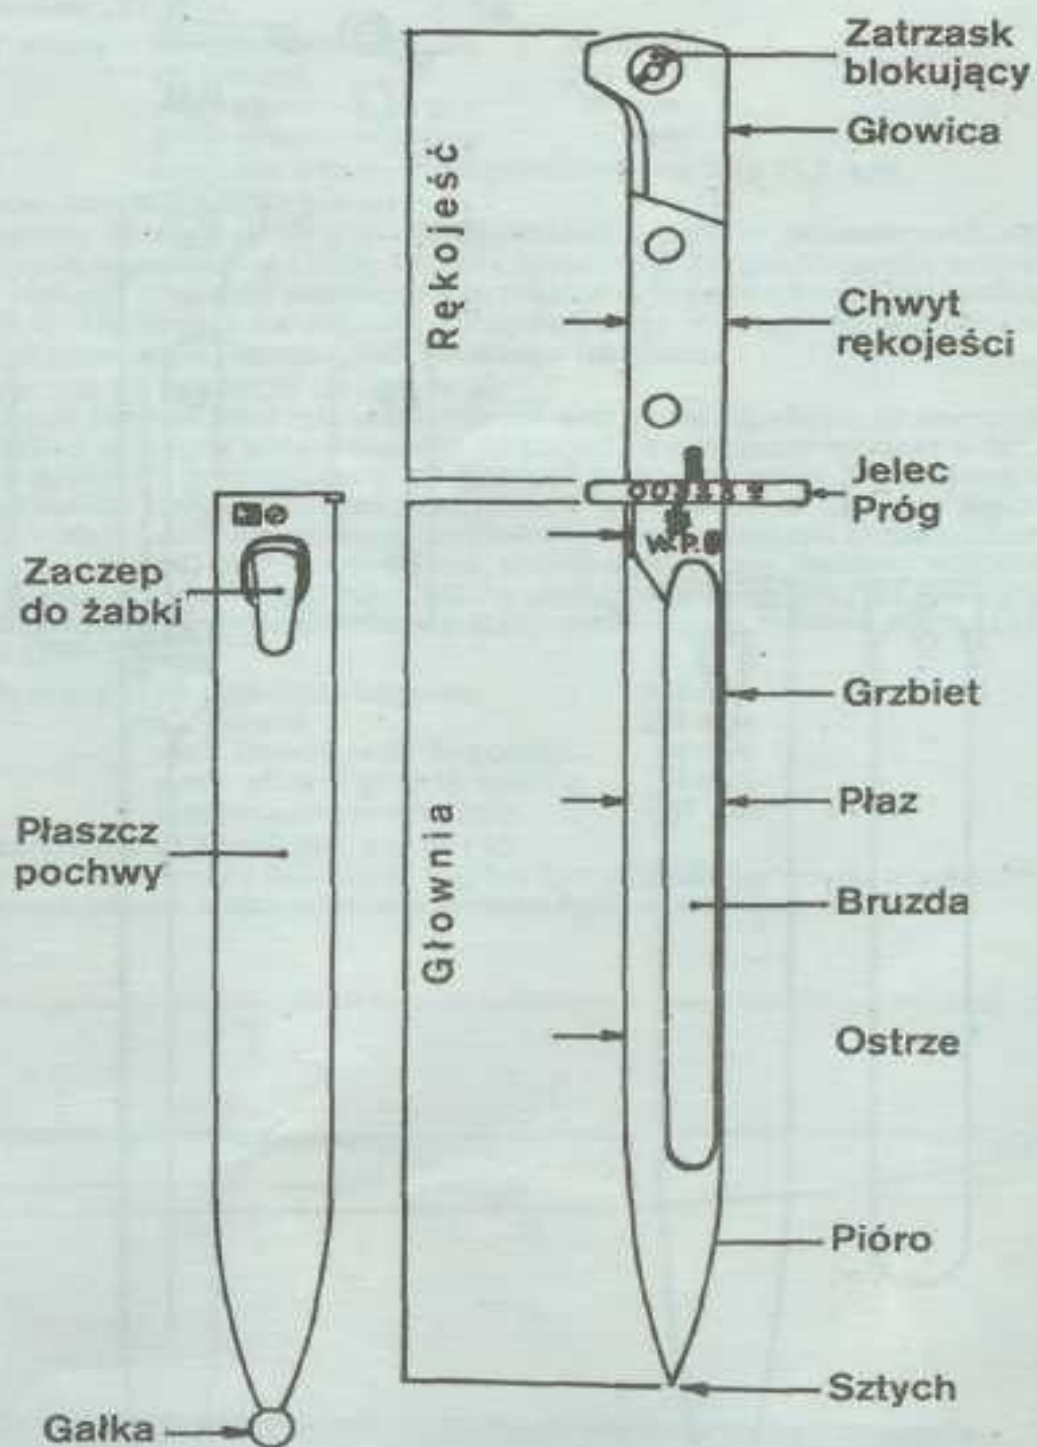 Zatrzask
blokujący
Głowica
Rękojeść
Chwyt
rękojeści
Jelec
Próg
W.P.
Zaczep
do żabki
Grzbiet
Płaz
Płaszcz
pochwy
Głownia
Bruzda
Ostrze
Pióro
Sztych
Gałka